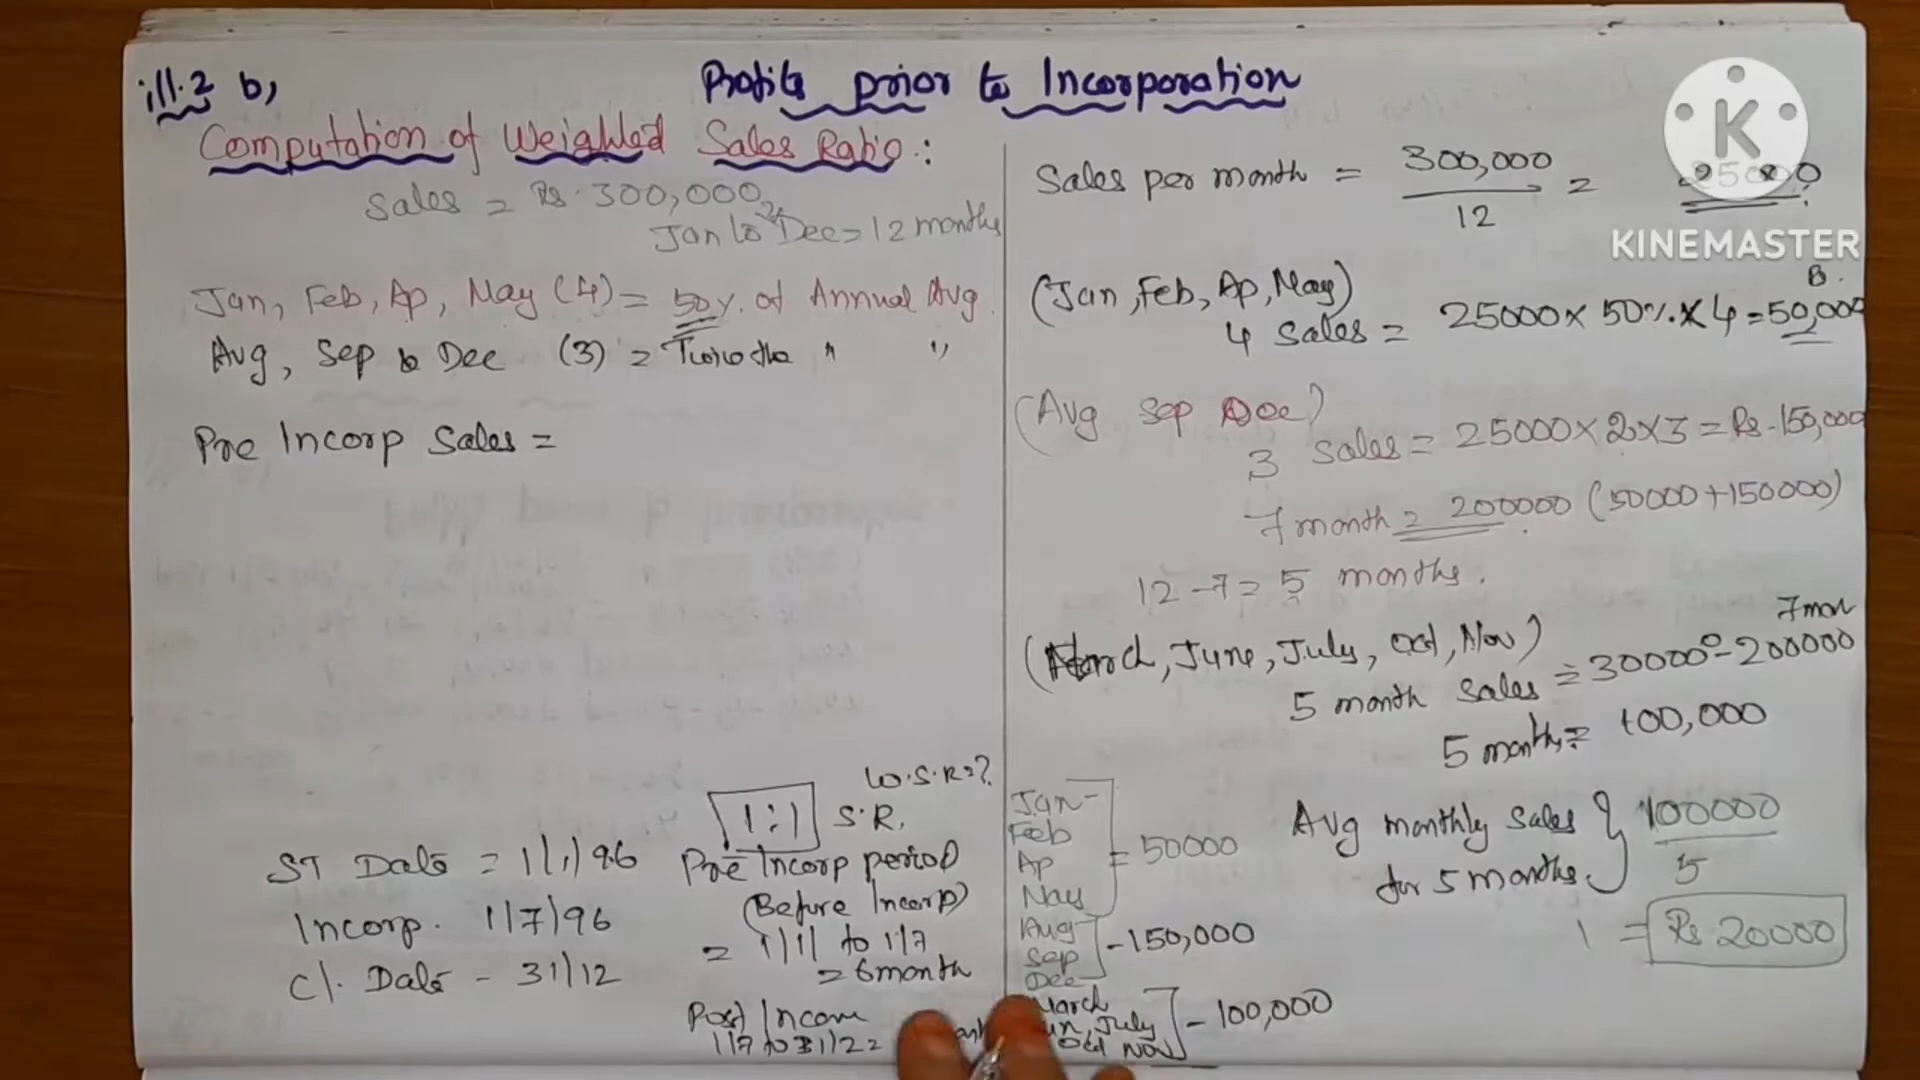 ill.2 b, Profits prior to Incorporation
Computation of Weighted Sales Ratio :
Sales = Rs. 300,000
Jan to Dec = 12 months
Jan, Feb, Ap, May (4) = 50% of Annual Avg
Aug, Sep & Dec (3) = Twice the " "
Pre Incorp Sales =
W.S.R = ?
1:1 S.R.
ST Date = 1/1/96
Incorp. 1/7/96
Cl. Date - 31/12
Pre Incorp period
(Before Incorp)
= 1/1 to 1/7
= 6 month
Post Incorp
1/7 to 31/12 =
Sales per month = 300,000 / 12 = 25000
K
KINEMASTER
(Jan, Feb, Ap, May)
4 Sales = 25000 x 50% x 4 = 50,000
(Aug Sep Dec)
3 Sales = 25000 x 2 x 3 = Rs. 150,000
7 month = 200000 (50000+150000)
12 - 7 = 5 months.
(March, June, July, Oct, Nov)
7 mon
5 month Sales = 300000 - 200000
5 months = 100,000
Jan
Feb
Ap
May
= 50000
Aug
Sep
Dec
- 150,000
March
Jun, July
Oct Nov
- 100,000
Avg monthly Sales
for 5 months } 100000 / 5
= Rs. 20000